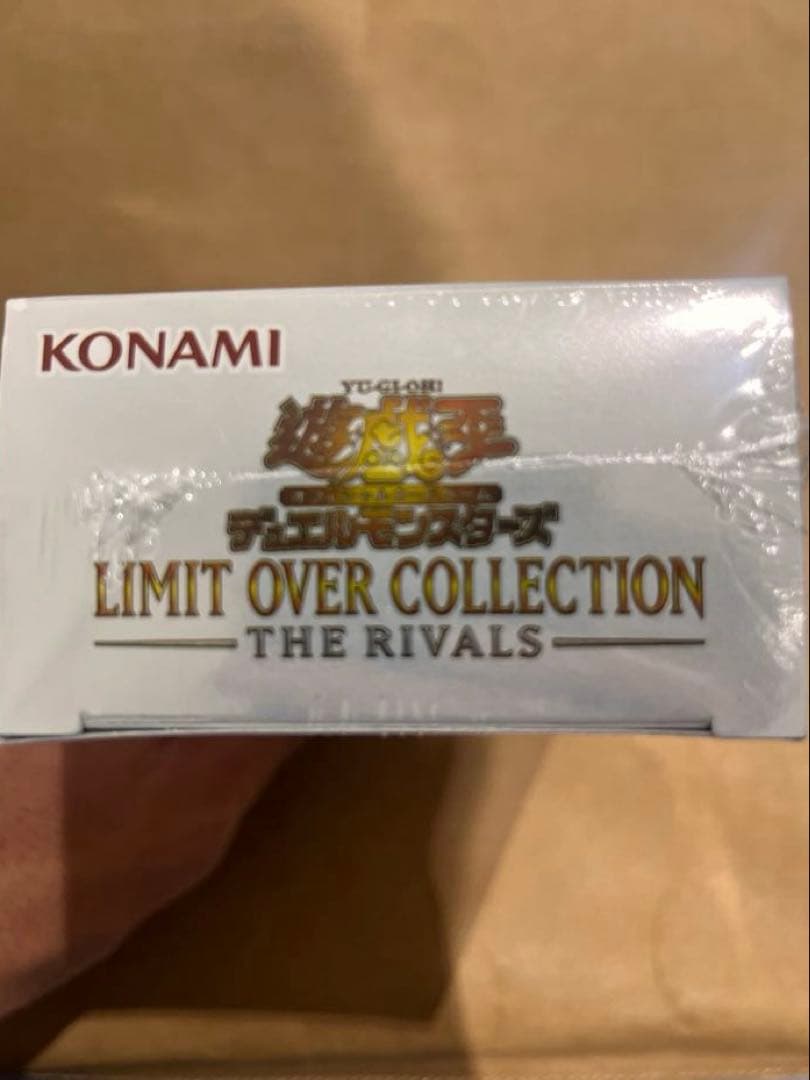 KONAMI
YU-GI-OH!
遊戯王
デュエルモンスターズ
LIMIT OVER COLLECTION
THE RIVALS